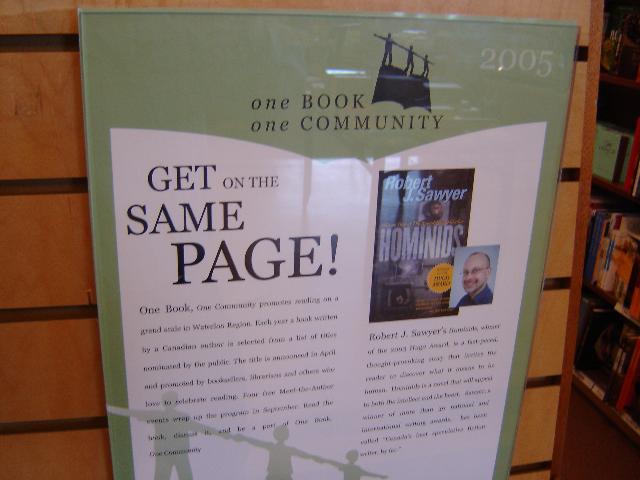 2005
one BOOK
one COMMUNITY
GET ON THE
SAME
PAGE!
Robert
J. Sawyer
HOMINIDS
One Book, One Community promotes reading on a
grand scale in Waterloo Region. Each year a book written
by a Canadian author is selected from a list of titles
nominated by the public. The title is announced in April
and promoted by booksellers, librarians and others who
love to celebrate reading. Four free Meet-the-Author
events wrap up the program in September. Read the
book, discuss it, and be a part of One Book,
One Community
Robert J. Sawyer's Hominids, winner
of the 2003 Hugo Award, is a fast-paced,
thought-provoking story that invites the
reader to discover what it means to be
human. Hominids is a novel that will appeal
to both the intellect and the heart.
winner of more than 30 national and
international writing awards, has been
called "Canada's best speculative fiction
writer, by far."